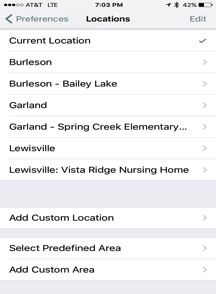 AT&T LTE 7:03 PM 42%
Preferences Locations Edit
Current Location
Burleson
Burleson - Bailey Lake
Garland
Garland - Spring Creek Elementary...
Lewisville
Lewisville: Vista Ridge Nursing Home
Add Custom Location
Select Predefined Area
Add Custom Area